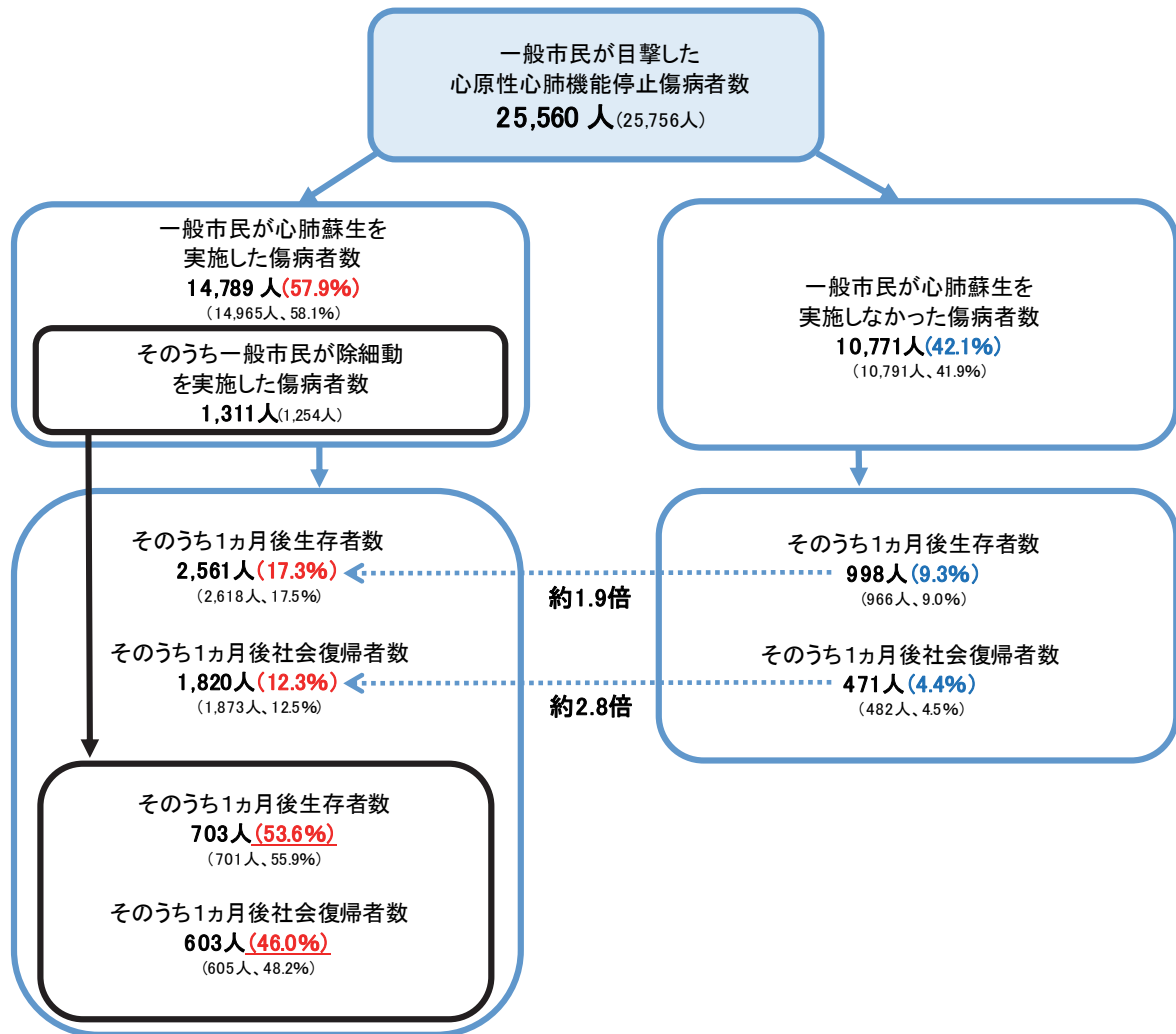 一般市民が目撃した
心原性心肺機能停止傷病者数
25,560 人(25,756人)
一般市民が心肺蘇生を
実施した傷病者数
14,789 人(57.9%)
(14,965人、58.1%)
そのうち一般市民が除細動
を実施した傷病者数
1,311人(1,254人)
一般市民が心肺蘇生を
実施しなかった傷病者数
10,771人(42.1%)
(10,791人、41.9%)
そのうち1ヵ月後生存者数
2,561人(17.3%)
(2,618人、17.5%)
そのうち1ヵ月後社会復帰者数
1,820人(12.3%)
(1,873人、12.5%)
約1.9倍
約2.8倍
そのうち1ヵ月後生存者数
998人(9.3%)
(966人、9.0%)
そのうち1ヵ月後社会復帰者数
471人(4.4%)
(482人、4.5%)
そのうち1ヵ月後生存者数
703人(53.6%)
(701人、55.9%)
そのうち1ヵ月後社会復帰者数
603人(46.0%)
(605人、48.2%)